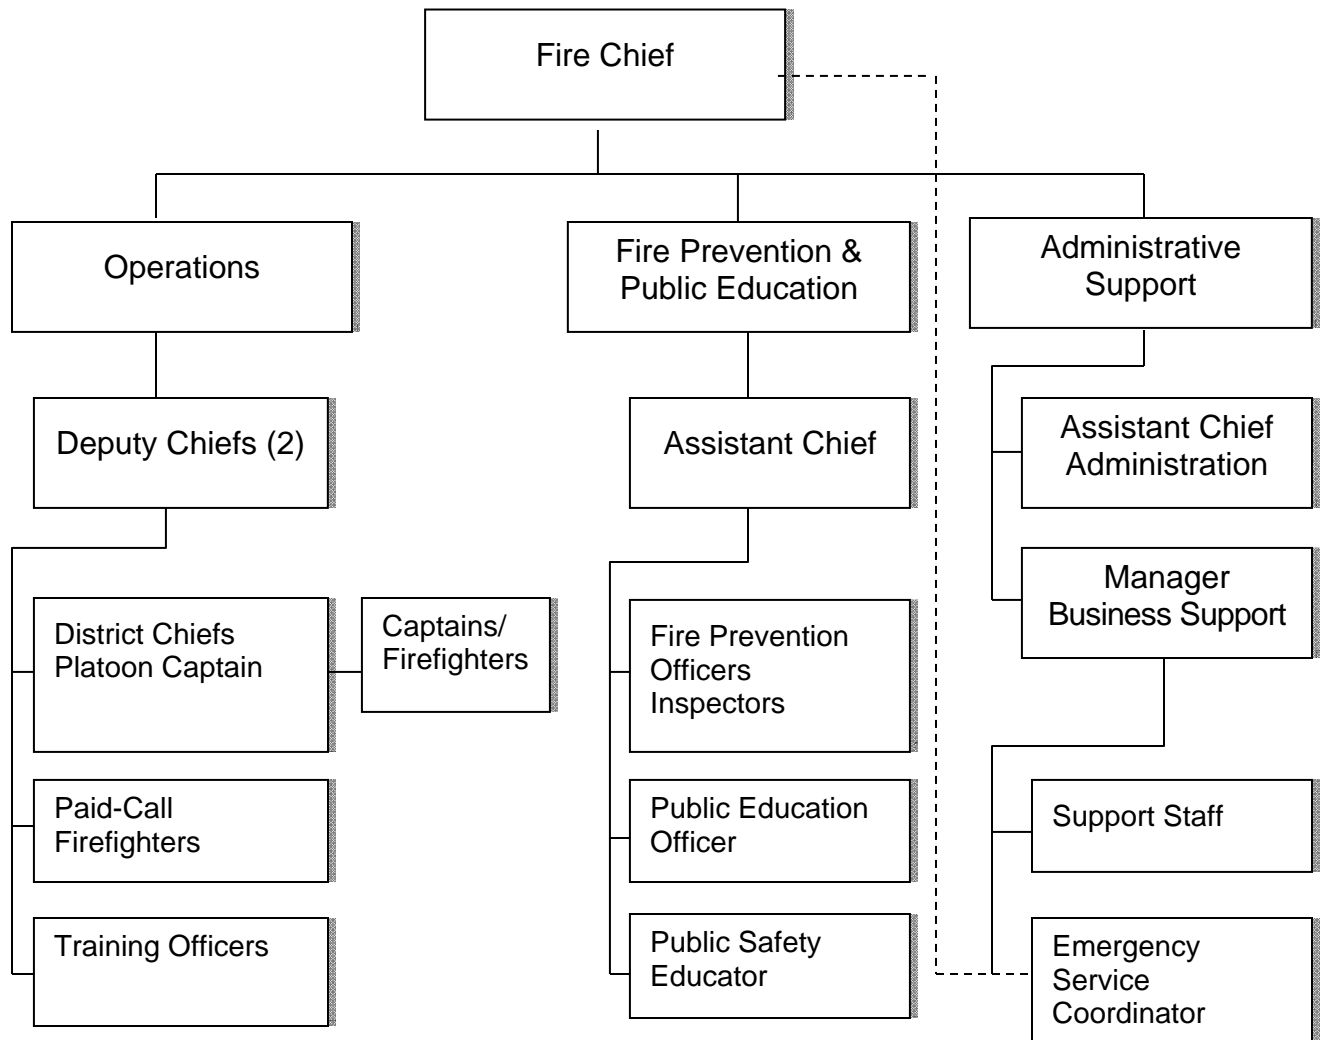 Fire Chief
Operations
Fire Prevention &
Public Education
Administrative
Support
Deputy Chiefs (2)
Assistant Chief
Assistant Chief
Administration
Manager
Business Support
District Chiefs
Platoon Captain
Captains/
Firefighters
Fire Prevention
Officers
Inspectors
Paid-Call
Firefighters
Public Education
Officer
Support Staff
Training Officers
Public Safety
Educator
Emergency
Service
Coordinator